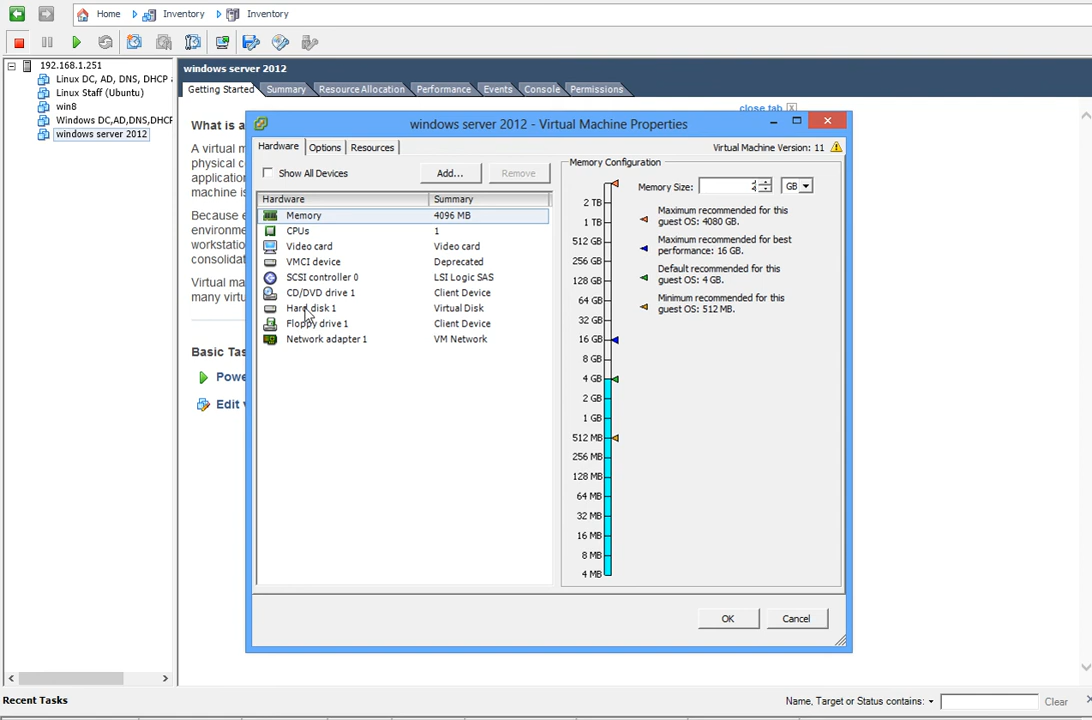 Home Inventory Inventory
192.168.1.251
Linux DC, AD, DNS, DHCP
Linux Staff (Ubuntu)
win8
Windows DC,AD,DNS,DHCP
windows server 2012
windows server 2012
Getting Started Summary Resource Allocation Performance Events Console Permissions
close tab
What is a
A virtual m
physical c
application
machine is
Because e
environme
workstatio
consolidat
Virtual ma
many virtu
Basic Tas
Powe
Edit v
windows server 2012 - Virtual Machine Properties
Hardware Options Resources
Virtual Machine Version: 11
Show All Devices Add... Remove
Hardware Summary
Memory 4096 MB
CPUs 1
Video card Video card
VMCI device Deprecated
SCSI controller 0 LSI Logic SAS
CD/DVD drive 1 Client Device
Hard disk 1 Virtual Disk
Floppy drive 1 Client Device
Network adapter 1 VM Network
Memory Configuration
Memory Size: 4 GB
2 TB
1 TB
512 GB
256 GB
128 GB
64 GB
32 GB
16 GB
8 GB
4 GB
2 GB
1 GB
512 MB
256 MB
128 MB
64 MB
32 MB
16 MB
8 MB
4 MB
Maximum recommended for this
guest OS: 4080 GB.
Maximum recommended for best
performance: 16 GB.
Default recommended for this
guest OS: 4 GB.
Minimum recommended for this
guest OS: 512 MB.
OK Cancel
Recent Tasks
Name, Target or Status contains: Clear